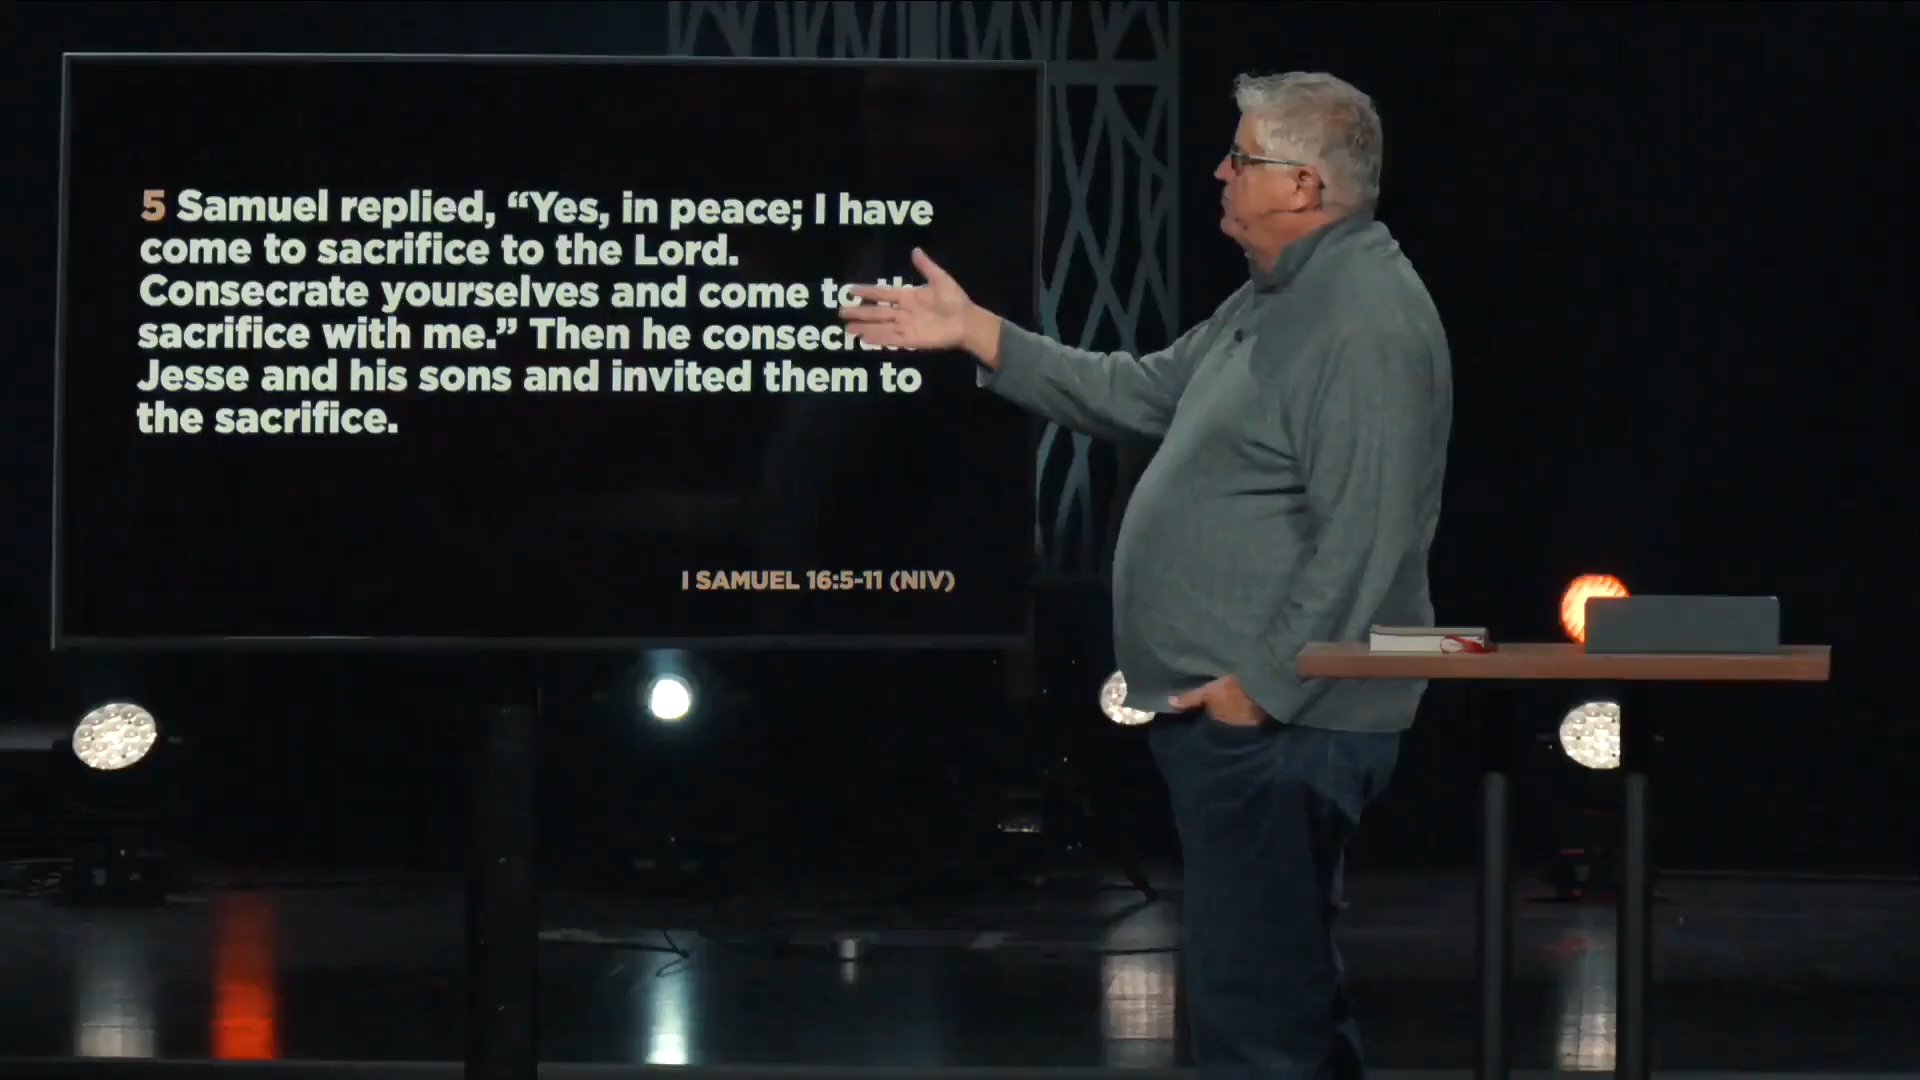 5 Samuel replied, “Yes, in peace; I have
come to sacrifice to the Lord.
Consecrate yourselves and come to
sacrifice with me.” Then he
Jesse and his sons and invited them to
the sacrifice.
I SAMUEL 16:5-11 (NIV)